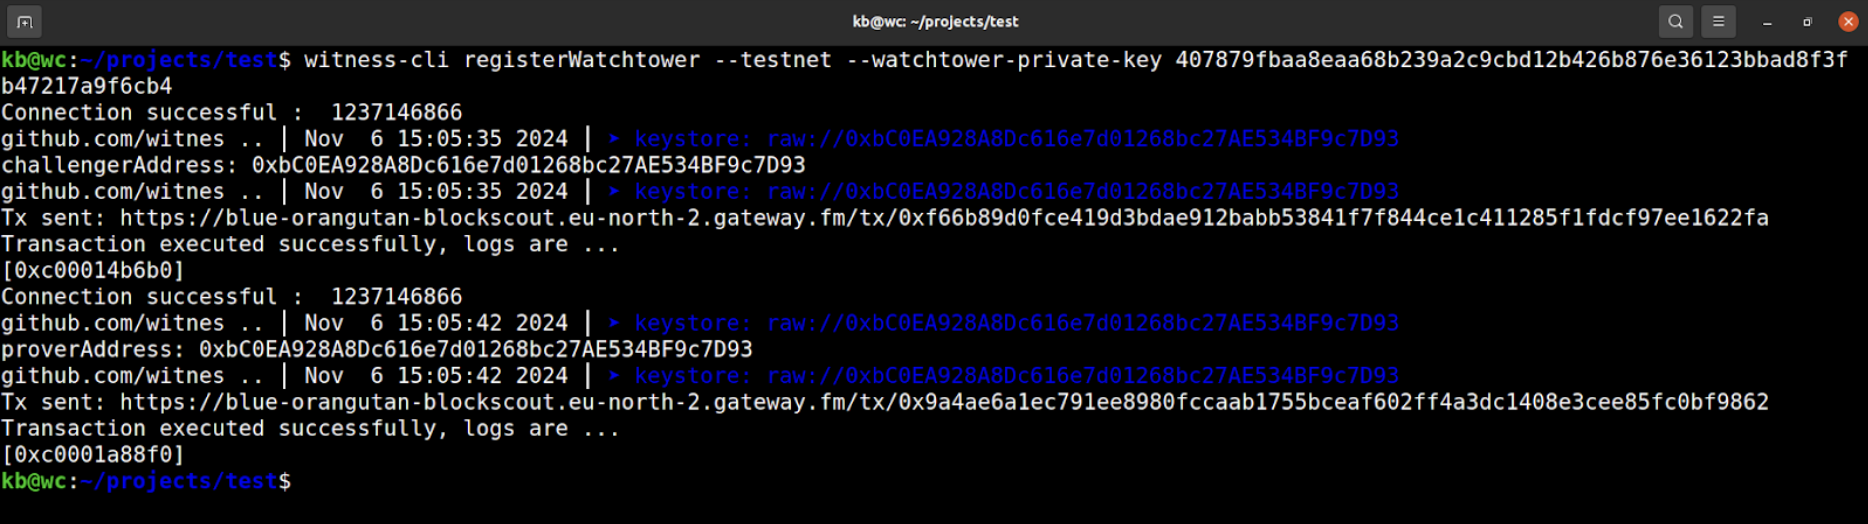 kb@wc: ~/projects/test
kb@wc:~/projects/test$ witness-cli registerWatchtower --testnet --watchtower-private-key 407879fbaa8eaa68b239a2c9cbd12b426b876e36123bbad8f3f
b47217a9f6cb4
Connection successful :  1237146866
github.com/witnes .. | Nov  6 15:05:35 2024 | ➤ keystore: raw://0xbC0EA928A8Dc616e7d01268bc27AE534BF9c7D93
challengerAddress: 0xbC0EA928A8Dc616e7d01268bc27AE534BF9c7D93
github.com/witnes .. | Nov  6 15:05:35 2024 | ➤ keystore: raw://0xbC0EA928A8Dc616e7d01268bc27AE534BF9c7D93
Tx sent: https://blue-orangutan-blockscout.eu-north-2.gateway.fm/tx/0xf66b89d0fce419d3bdae912babb53841f7f844ce1c411285f1fdcf97ee1622fa
Transaction executed successfully, logs are ...
[0xc00014b6b0]
Connection successful :  1237146866
github.com/witnes .. | Nov  6 15:05:42 2024 | ➤ keystore: raw://0xbC0EA928A8Dc616e7d01268bc27AE534BF9c7D93
proverAddress: 0xbC0EA928A8Dc616e7d01268bc27AE534BF9c7D93
github.com/witnes .. | Nov  6 15:05:42 2024 | ➤ keystore: raw://0xbC0EA928A8Dc616e7d01268bc27AE534BF9c7D93
Tx sent: https://blue-orangutan-blockscout.eu-north-2.gateway.fm/tx/0x9a4ae6a1ec791ee8980fccaab1755bceaf602ff4a3dc1408e3cee85fc0bf9862
Transaction executed successfully, logs are ...
[0xc0001a88f0]
kb@wc:~/projects/test$